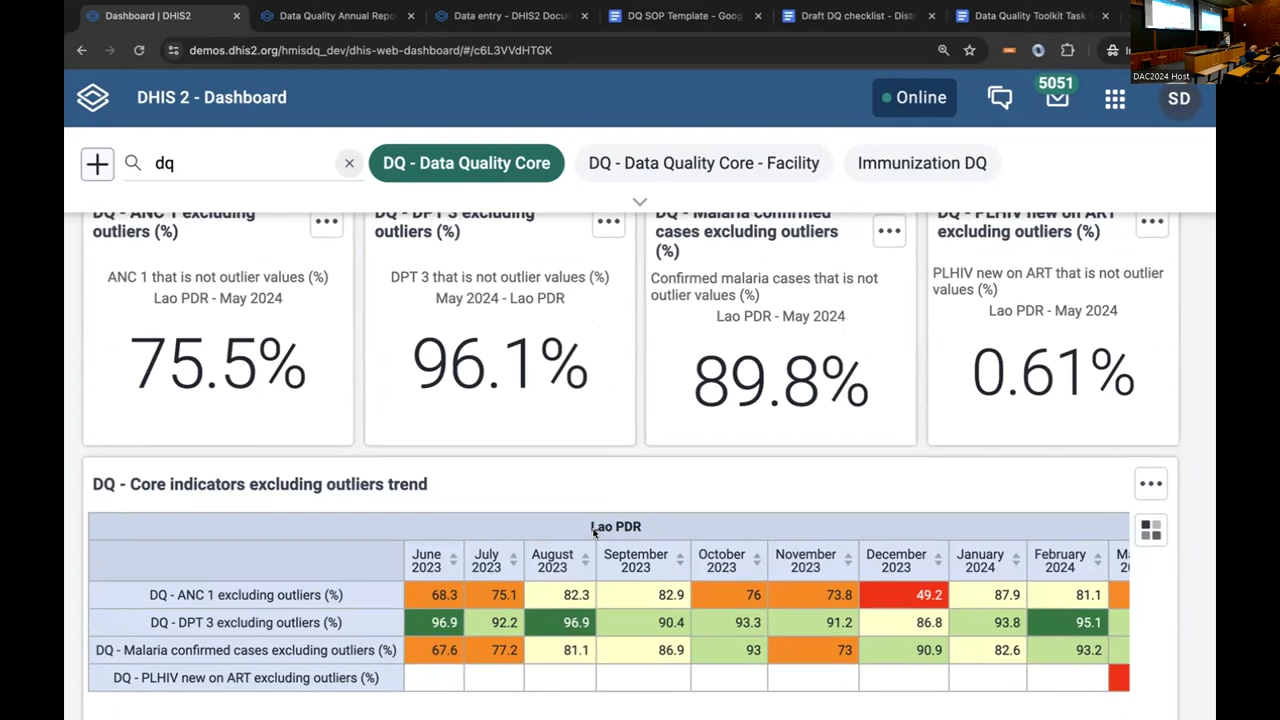 Dashboard | DHIS2
Data Quality Annual Repo
Data entry - DHIS2 Docu
DQ SOP Template - Goog
Draft DQ checklist - Distr
Data Quality Toolkit Task
demos.dhis2.org/hmisdq_dev/dhis-web-dashboard/#/c6L3VVdHTGK
DAC2024 Host
DHIS 2 - Dashboard
Online
5051
SD
dq
DQ - Data Quality Core
DQ - Data Quality Core - Facility
Immunization DQ
DQ - ANC 1 excluding
outliers (%)
ANC 1 that is not outlier values (%)
Lao PDR - May 2024
75.5%
DQ - DPT 3 excluding
outliers (%)
DPT 3 that is not outlier values (%)
May 2024 - Lao PDR
96.1%
DQ - Malaria confirmed
cases excluding outliers
(%)
Confirmed malaria cases that is not
outlier values (%)
Lao PDR - May 2024
89.8%
DQ - PLHIV new on ART
excluding outliers (%)
PLHIV new on ART that is not outlier
values (%)
Lao PDR - May 2024
0.61%
DQ - Core indicators excluding outliers trend
Lao PDR
June 2023 July 2023 August 2023 September 2023 October 2023 November 2023 December 2023 January 2024 February 2024
DQ - ANC 1 excluding outliers (%) 68.3 75.1 82.3 82.9 76 73.8 49.2 87.9 81.1
DQ - DPT 3 excluding outliers (%) 96.9 92.2 96.9 90.4 93.3 91.2 86.8 93.8 95.1
DQ - Malaria confirmed cases excluding outliers (%) 67.6 77.2 81.1 86.9 93 73 90.9 82.6 93.2
DQ - PLHIV new on ART excluding outliers (%)